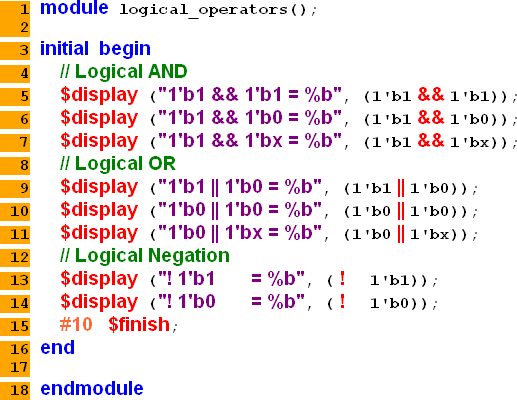 1 module logical_operators();
2
3 initial begin
4 // Logical AND
5 $display ("1'b1 && 1'b1 = %b", (1'b1 && 1'b1));
6 $display ("1'b1 && 1'b0 = %b", (1'b1 && 1'b0));
7 $display ("1'b1 && 1'bx = %b", (1'b1 && 1'bx));
8 // Logical OR
9 $display ("1'b1 || 1'b0 = %b", (1'b1 || 1'b0));
10 $display ("1'b0 || 1'b0 = %b", (1'b0 || 1'b0));
11 $display ("1'b0 || 1'bx = %b", (1'b0 || 1'bx));
12 // Logical Negation
13 $display ("! 1'b1 = %b", ( ! 1'b1));
14 $display ("! 1'b0 = %b", ( ! 1'b0));
15 #10 $finish;
16 end
17
18 endmodule